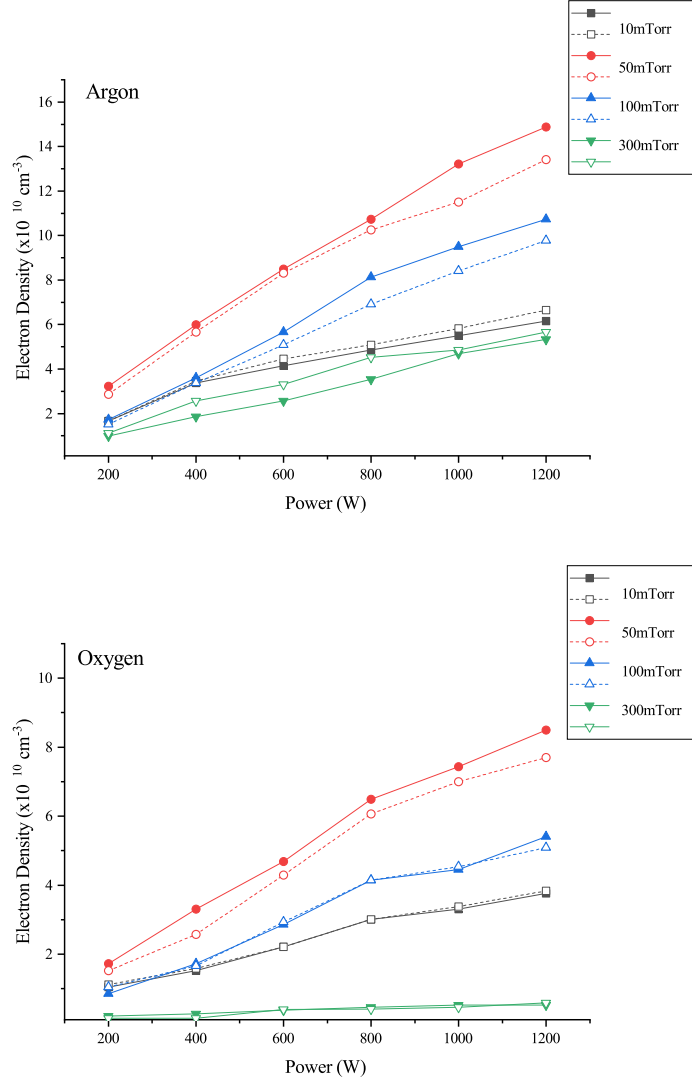 10mTorr
50mTorr
100mTorr
300mTorr
Argon
16
14
12
10
8
6
4
2
Electron Density (x10 10 cm-3)
200 400 600 800 1000 1200
Power (W)
10mTorr
50mTorr
100mTorr
300mTorr
Oxygen
10
8
6
4
2
Electron Density (x10 10 cm-3)
200 400 600 800 1000 1200
Power (W)